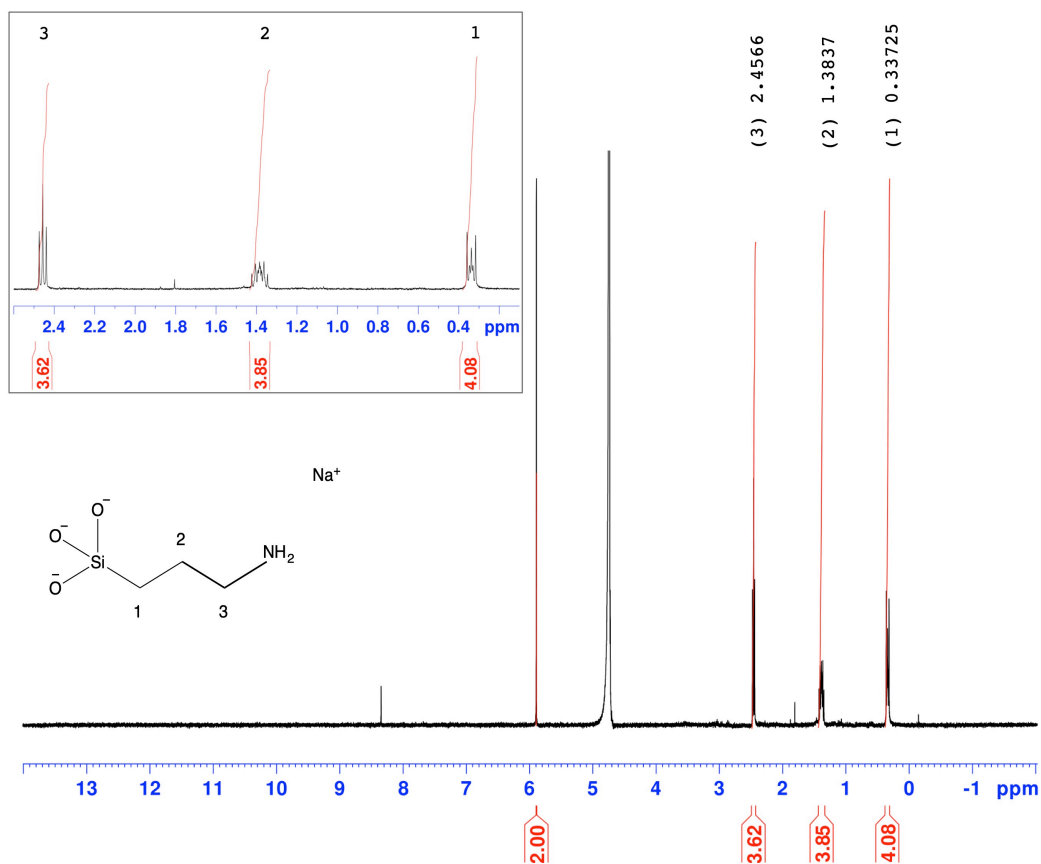 3 2 1
2.4 2.2 2.0 1.8 1.6 1.4 1.2 1.0 0.8 0.6 0.4 ppm
3.62 3.85 4.08
(3) 2.4566
(2) 1.3837
(1) 0.33725
Na+
O−
O−
O−
Si
NH2
2
1 3
13 12 11 10 9 8 7 6 5 4 3 2 1 0 -1 ppm
2.00 3.62 3.85 4.08